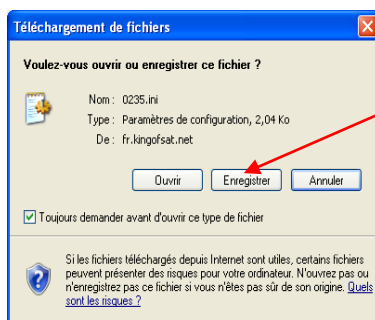 Téléchargement de fichiers
Voulez-vous ouvrir ou enregistrer ce fichier ?
Nom : 0235.ini
Type : Paramètres de configuration, 2,04 Ko
De : fr.kingofsat.net
Ouvrir Enregistrer Annuler
Toujours demander avant d'ouvrir ce type de fichier
Si les fichiers téléchargés depuis Internet sont utiles, certains fichiers
peuvent présenter des risques pour votre ordinateur. N'ouvrez pas ou
n'enregistrez pas ce fichier si vous n'êtes pas sûr de son origine. Quels
sont les risques ?